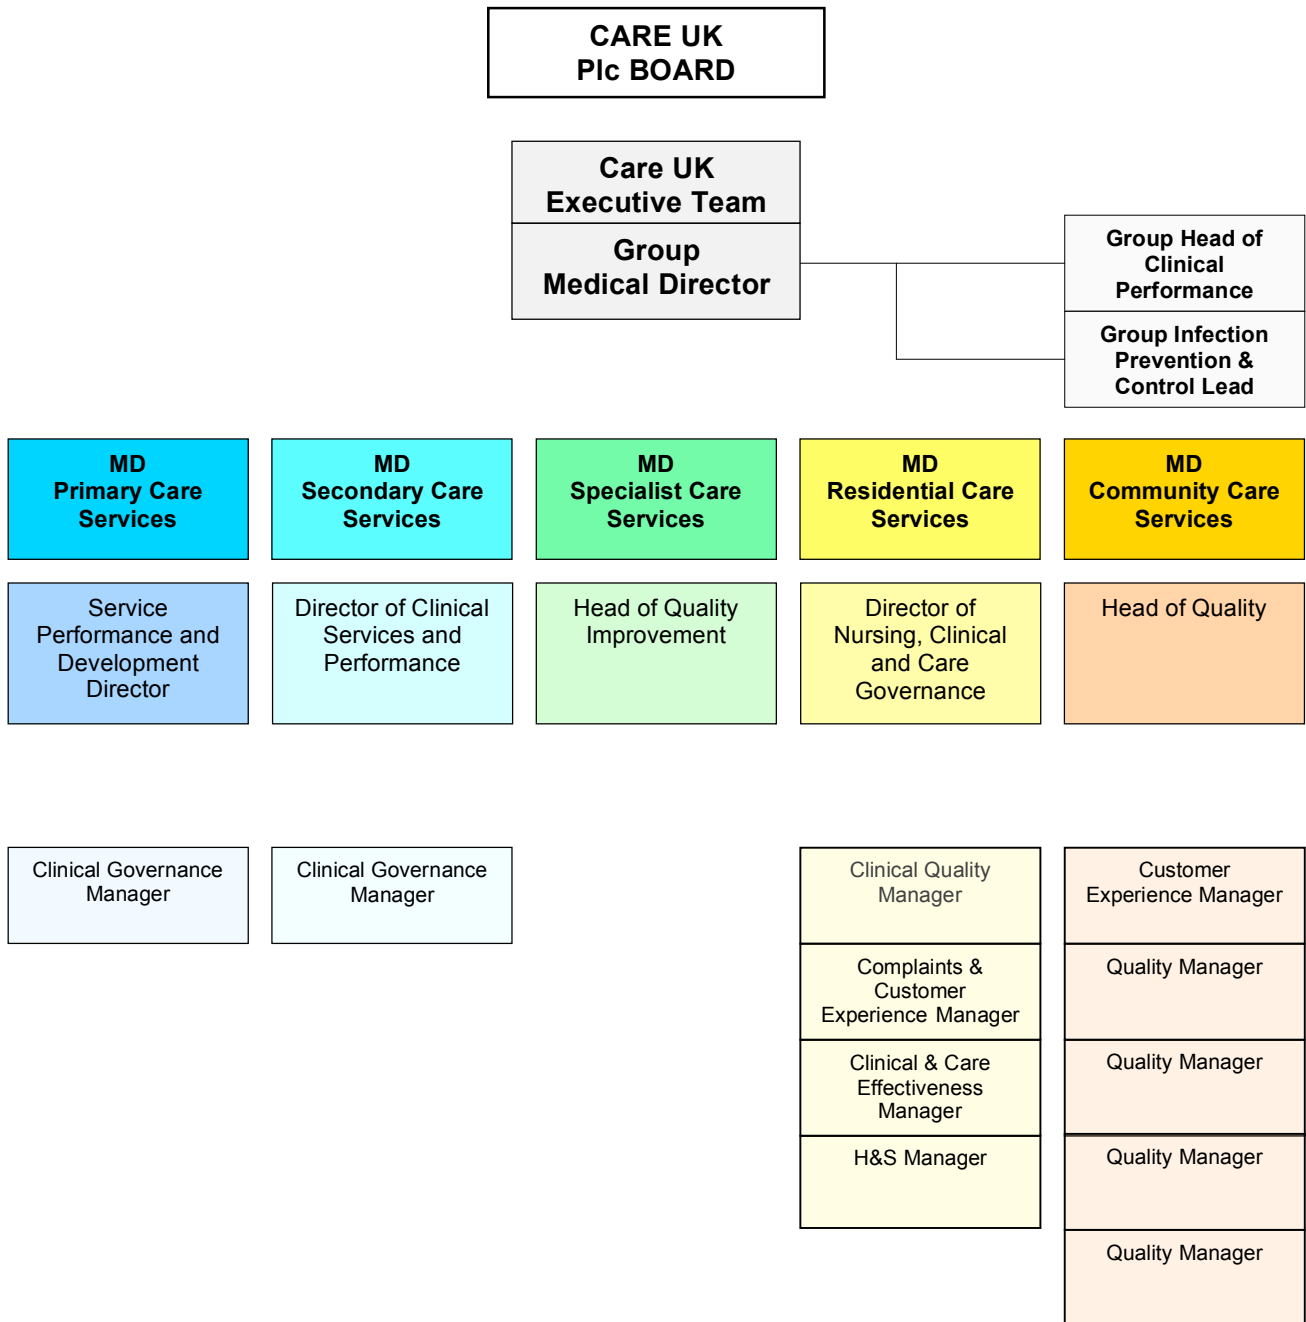 CARE UK
Plc BOARD
Care UK
Executive Team
Group
Medical Director
Group Head of
Clinical
Performance
Group Infection
Prevention &
Control Lead
MD
Primary Care
Services
MD
Secondary Care
Services
MD
Specialist Care
Services
MD
Residential Care
Services
MD
Community Care
Services
Service
Performance and
Development
Director
Director of Clinical
Services and
Performance
Head of Quality
Improvement
Director of
Nursing, Clinical
and Care
Governance
Head of Quality
Clinical Governance
Manager
Clinical Governance
Manager
Clinical Quality
Manager
Complaints &
Customer
Experience Manager
Clinical & Care
Effectiveness
Manager
H&S Manager
Customer
Experience Manager
Quality Manager
Quality Manager
Quality Manager
Quality Manager